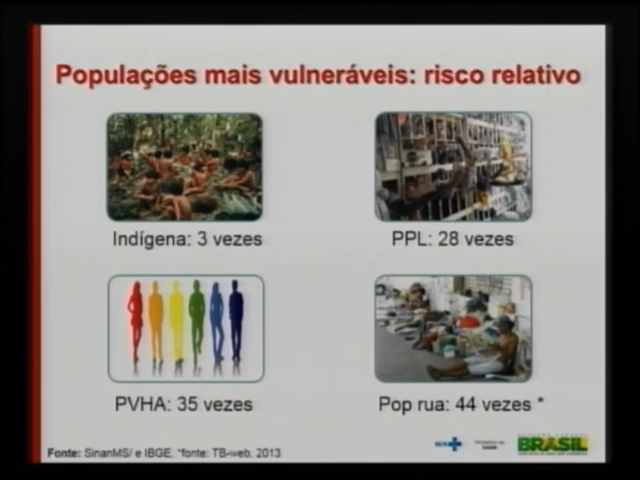 Populações mais vulneráveis: risco relativo
Indígena: 3 vezes
PPL: 28 vezes
PVHA: 35 vezes
Pop rua: 44 vezes *
Fonte: SinanMS/ e IBGE. *fonte: TB-web, 2013
SUS
BRASIL